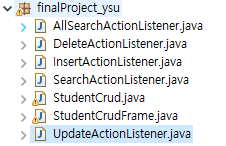 finalProject_ysu
AllSearchActionListener.java
DeleteActionListener.java
InsertActionListener.java
SearchActionListener.java
StudentCrud.java
StudentCrudFrame.java
UpdateActionListener.java